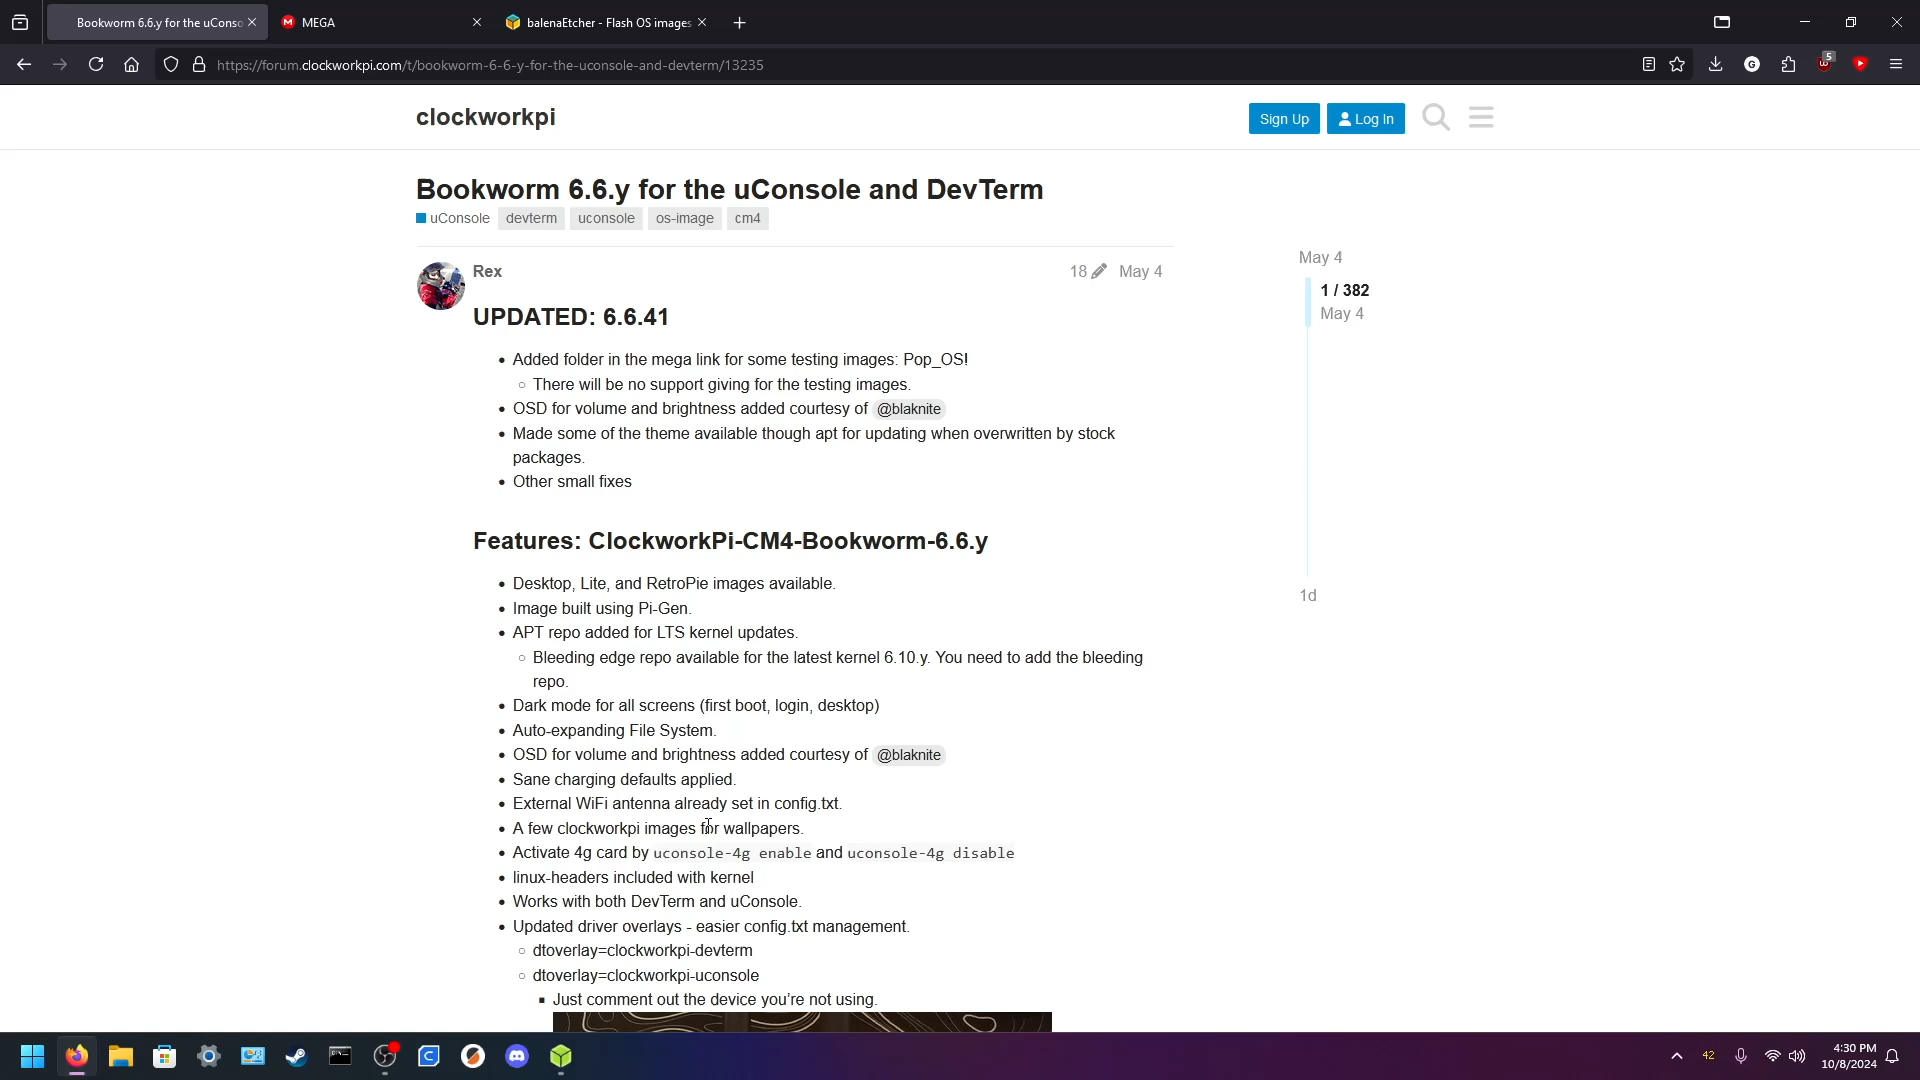 Bookworm 6.6.y for the uConso
MEGA
balenaEtcher - Flash OS images
https://forum.clockworkpi.com/t/bookworm-6-6-y-for-the-uconsole-and-devterm/13235
G
5
clockworkpi
Sign Up
Log In
Bookworm 6.6.y for the uConsole and DevTerm
uConsole devterm uconsole os-image cm4
Rex 18 May 4
May 4
1 / 382
May 4
1d
UPDATED: 6.6.41
• Added folder in the mega link for some testing images: Pop_OS!
○ There will be no support giving for the testing images.
• OSD for volume and brightness added courtesy of @blaknite
• Made some of the theme available though apt for updating when overwritten by stock
packages.
• Other small fixes
Features: ClockworkPi-CM4-Bookworm-6.6.y
• Desktop, Lite, and RetroPie images available.
• Image built using Pi-Gen.
• APT repo added for LTS kernel updates.
○ Bleeding edge repo available for the latest kernel 6.10.y. You need to add the bleeding
repo.
• Dark mode for all screens (first boot, login, desktop)
• Auto-expanding File System.
• OSD for volume and brightness added courtesy of @blaknite
• Sane charging defaults applied.
• External WiFi antenna already set in config.txt.
• A few clockworkpi images for wallpapers.
• Activate 4g card by uconsole-4g enable and uconsole-4g disable
• linux-headers included with kernel
• Works with both DevTerm and uConsole.
• Updated driver overlays - easier config.txt management.
○ dtoverlay=clockworkpi-devterm
○ dtoverlay=clockworkpi-uconsole
▪ Just comment out the device you’re not using.
42
4:30 PM
10/8/2024